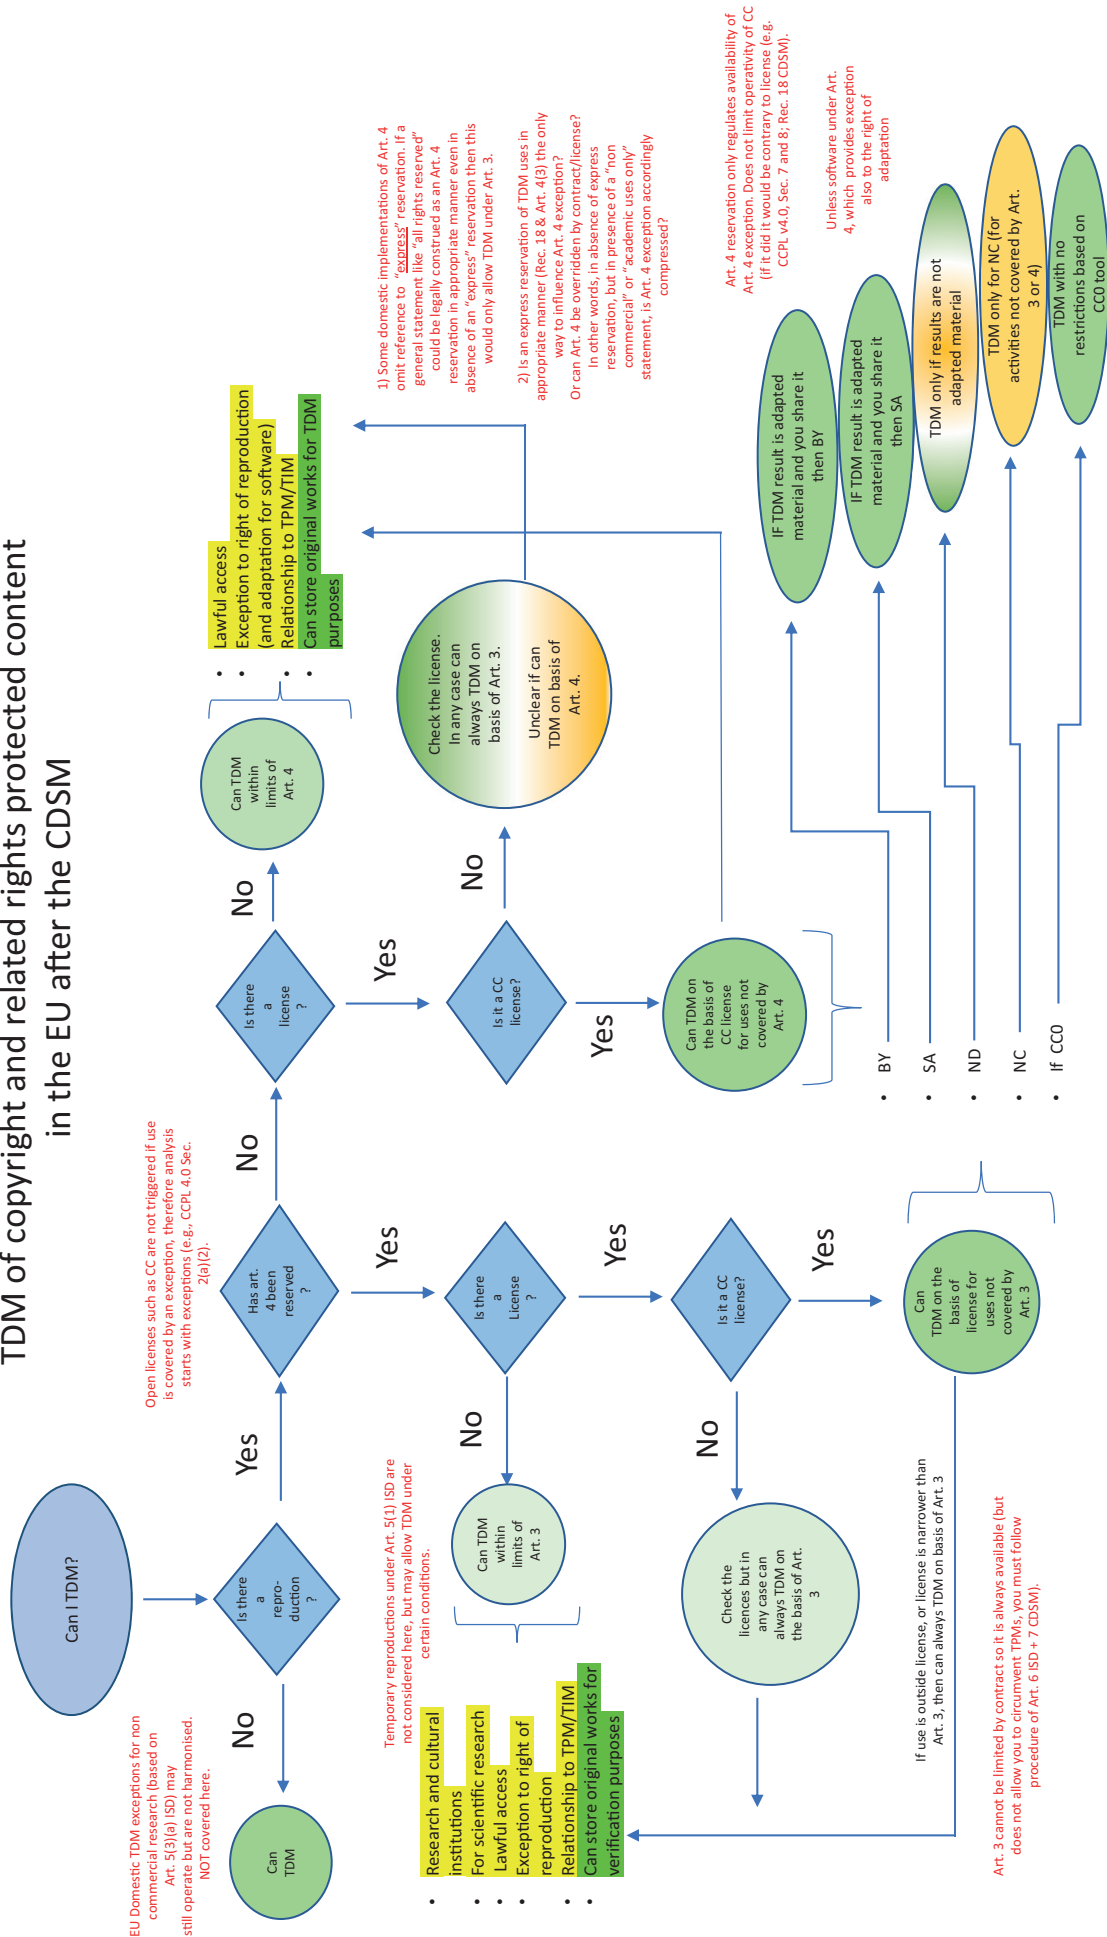 TDM of copyright and related rights protected content
in the EU after the CDSM
Can I TDM?
EU Domestic TDM exceptions for non
commercial research (based on
Art. 5(3)(a) ISD) may
still operate but are not harmonised.
NOT covered here.
Is there
a
repro-
duction
?
No
Can
TDM
Yes
Open licenses such as CC are not triggered if use
is covered by an exception, therefore analysis
starts with exceptions (e.g., CCPL 4.0 Sec.
2(a)(2).
Has art.
4 been
reserved
?
No
Is there
a
license
?
No
Can TDM
within
limits of
Art. 4
• Lawful access
• Exception to right of reproduction
(and adaptation for software)
• Relationship to TPM/TIM
• Can store original works for TDM
purposes
Yes
Is it a CC
license?
No
Check the license.
In any case can
always TDM on
basis of Art. 3.
Unclear if can
TDM on basis of
Art. 4.
1) Some domestic implementations of Art. 4
omit reference to “express” reservation. If a
general statement like “all rights reserved”
could be legally construed as an Art. 4
reservation in appropriate manner even in
absence of an “express” reservation then this
would only allow TDM under Art. 3.
2) Is an express reservation of TDM uses in
appropriate manner (Rec. 18 & Art. 4(3) the only
way to influence Art. 4 exception?
Or can Art. 4 be overridden by contract/license?
In other words, in absence of express
reservation, but in presence of a “non
commercial” or “academic uses only”
statement, is Art. 4 exception accordingly
compressed?
Yes
Can TDM on
the basis of
CC license
for uses not
covered by
Art. 4
Yes
Is there
a
License
?
No
Can TDM
within
limits of
Art. 3
Temporary reproductions under Art. 5(1) ISD are
not considered here, but may allow TDM under
certain conditions.
• Research and cultural
institutions
• For scientific research
• Lawful access
• Exception to right of
reproduction
• Relationship to TPM/TIM
• Can store original works for
verification purposes
Yes
Is it a CC
license?
No
Check the
licences but in
any case can
always TDM on
the basis of Art.
3
Yes
Can
TDM on the
basis of
license for
uses not
covered by
Art. 3
If use is outside license, or license is narrower than
Art. 3, then can always TDM on basis of Art. 3
Art. 3 cannot be limited by contract so it is always available (but
does not allow you to circumvent TPMs, you must follow
procedure of Art. 6 ISD + 7 CDSM).
• BY
• SA
• ND
• NC
• If CC0
IF TDM result is adapted
material and you share it
then BY
IF TDM result is adapted
material and you share it
then SA
TDM only if results are not
adapted material
TDM only for NC (for
activities not covered by Art.
3 or 4)
TDM with no
restrictions based on
CC0 tool
Art. 4 reservation only regulates availability of
Art. 4 exception. Does not limit operativity of CC
(if it did it would be contrary to license (e.g.
CCPL v4.0, Sec. 7 and 8; Rec. 18 CDSM).
Unless software under Art.
4, which provides exception
also to the right of
adaptation